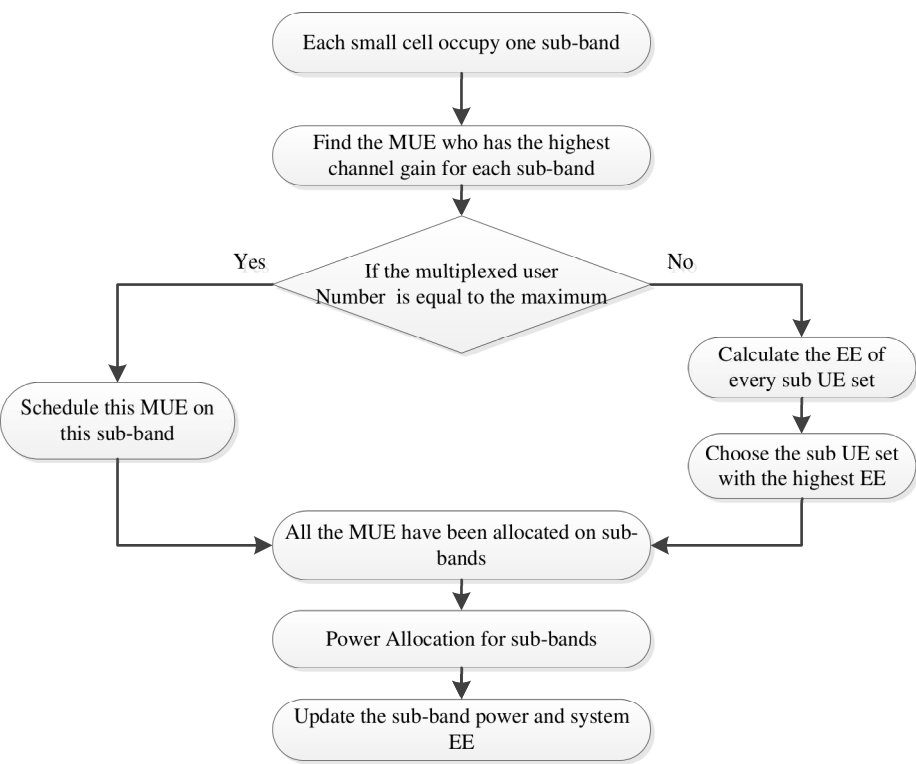 Each small cell occupy one sub-band
Find the MUE who has the highest
channel gain for each sub-band
Yes
No
If the multiplexed user
Number is equal to the maximum
Calculate the EE of
every sub UE set
Schedule this MUE on
this sub-band
Choose the sub UE set
with the highest EE
All the MUE have been allocated on sub-
bands
Power Allocation for sub-bands
Update the sub-band power and system
EE